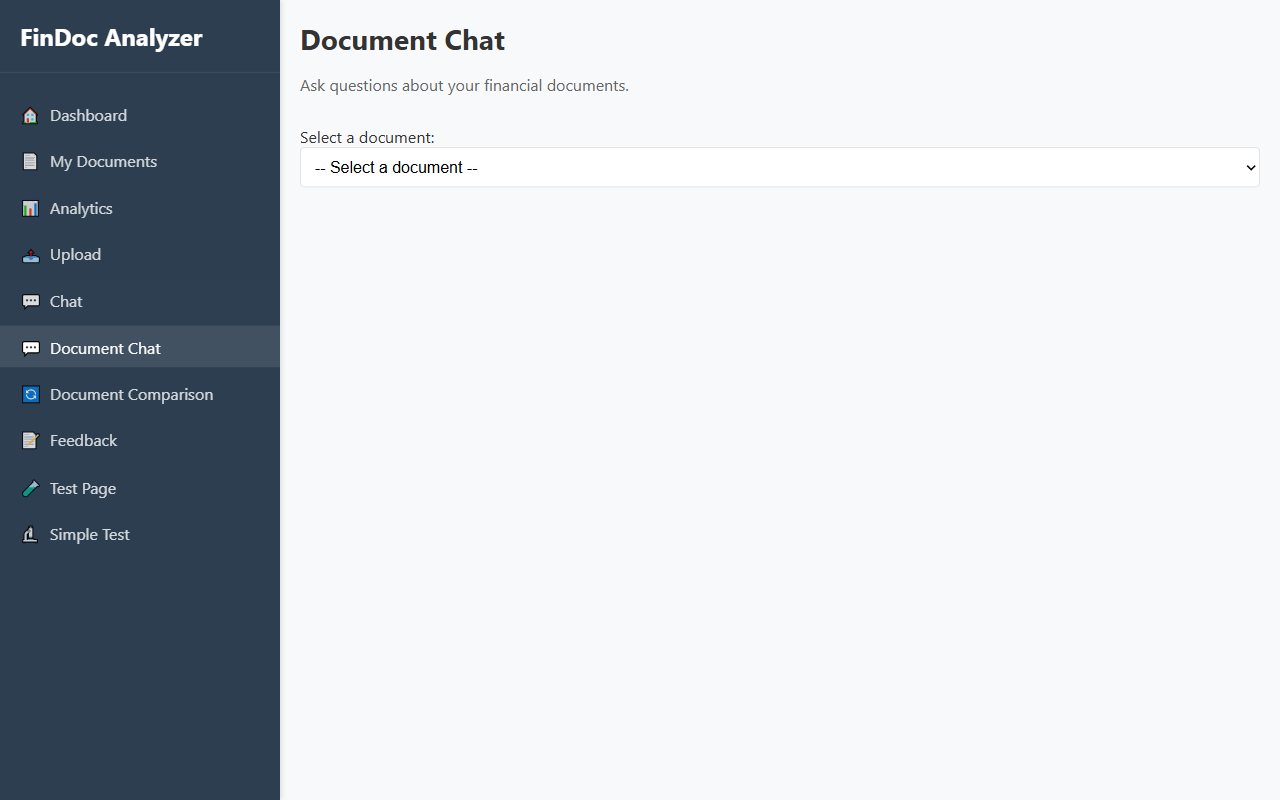 FinDoc Analyzer
Dashboard
My Documents
Analytics
Upload
Chat
Document Chat
Document Comparison
Feedback
Test Page
Simple Test
Document Chat
Ask questions about your financial documents.
Select a document:
-- Select a document --